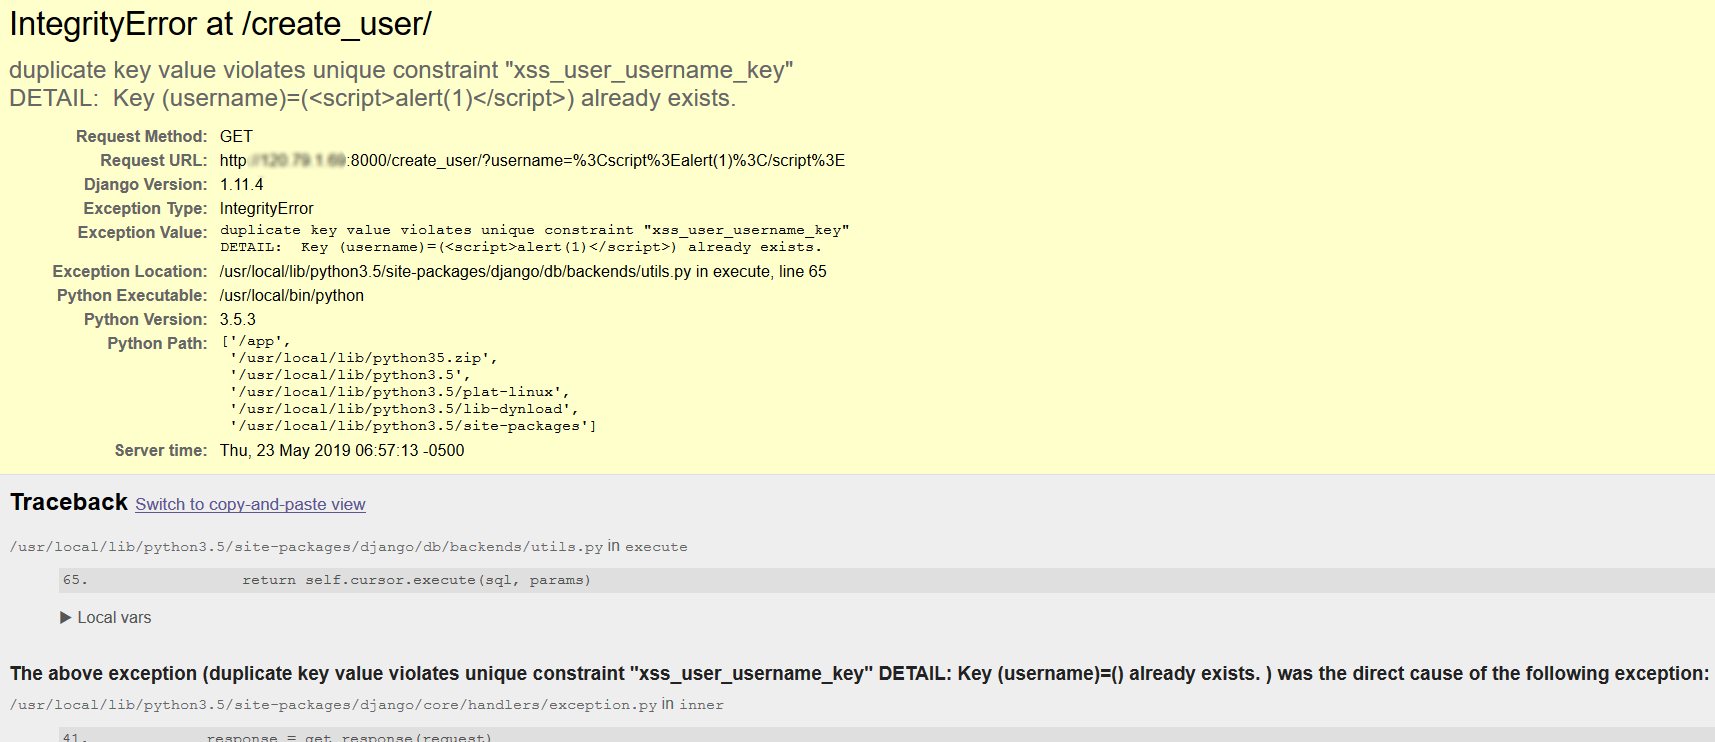 IntegrityError at /create_user/
duplicate key value violates unique constraint "xss_user_username_key"
DETAIL:  Key (username)=(<script>alert(1)</script>) already exists.
Request Method: GET
Request URL: http :8000/create_user/?username=%3Cscript%3Ealert(1)%3C/script%3E
Django Version: 1.11.4
Exception Type: IntegrityError
Exception Value: duplicate key value violates unique constraint "xss_user_username_key"
DETAIL:  Key (username)=(<script>alert(1)</script>) already exists.
Exception Location: /usr/local/lib/python3.5/site-packages/django/db/backends/utils.py in execute, line 65
Python Executable: /usr/local/bin/python
Python Version: 3.5.3
Python Path: ['/app',
'/usr/local/lib/python35.zip',
'/usr/local/lib/python3.5',
'/usr/local/lib/python3.5/plat-linux',
'/usr/local/lib/python3.5/lib-dynload',
'/usr/local/lib/python3.5/site-packages']
Server time: Thu, 23 May 2019 06:57:13 -0500
Traceback Switch to copy-and-paste view
/usr/local/lib/python3.5/site-packages/django/db/backends/utils.py in execute
65. return self.cursor.execute(sql, params)
▶ Local vars
The above exception (duplicate key value violates unique constraint "xss_user_username_key" DETAIL: Key (username)=() already exists. ) was the direct cause of the following exception:
/usr/local/lib/python3.5/site-packages/django/core/handlers/exception.py in inner
41. response = get_response(request)